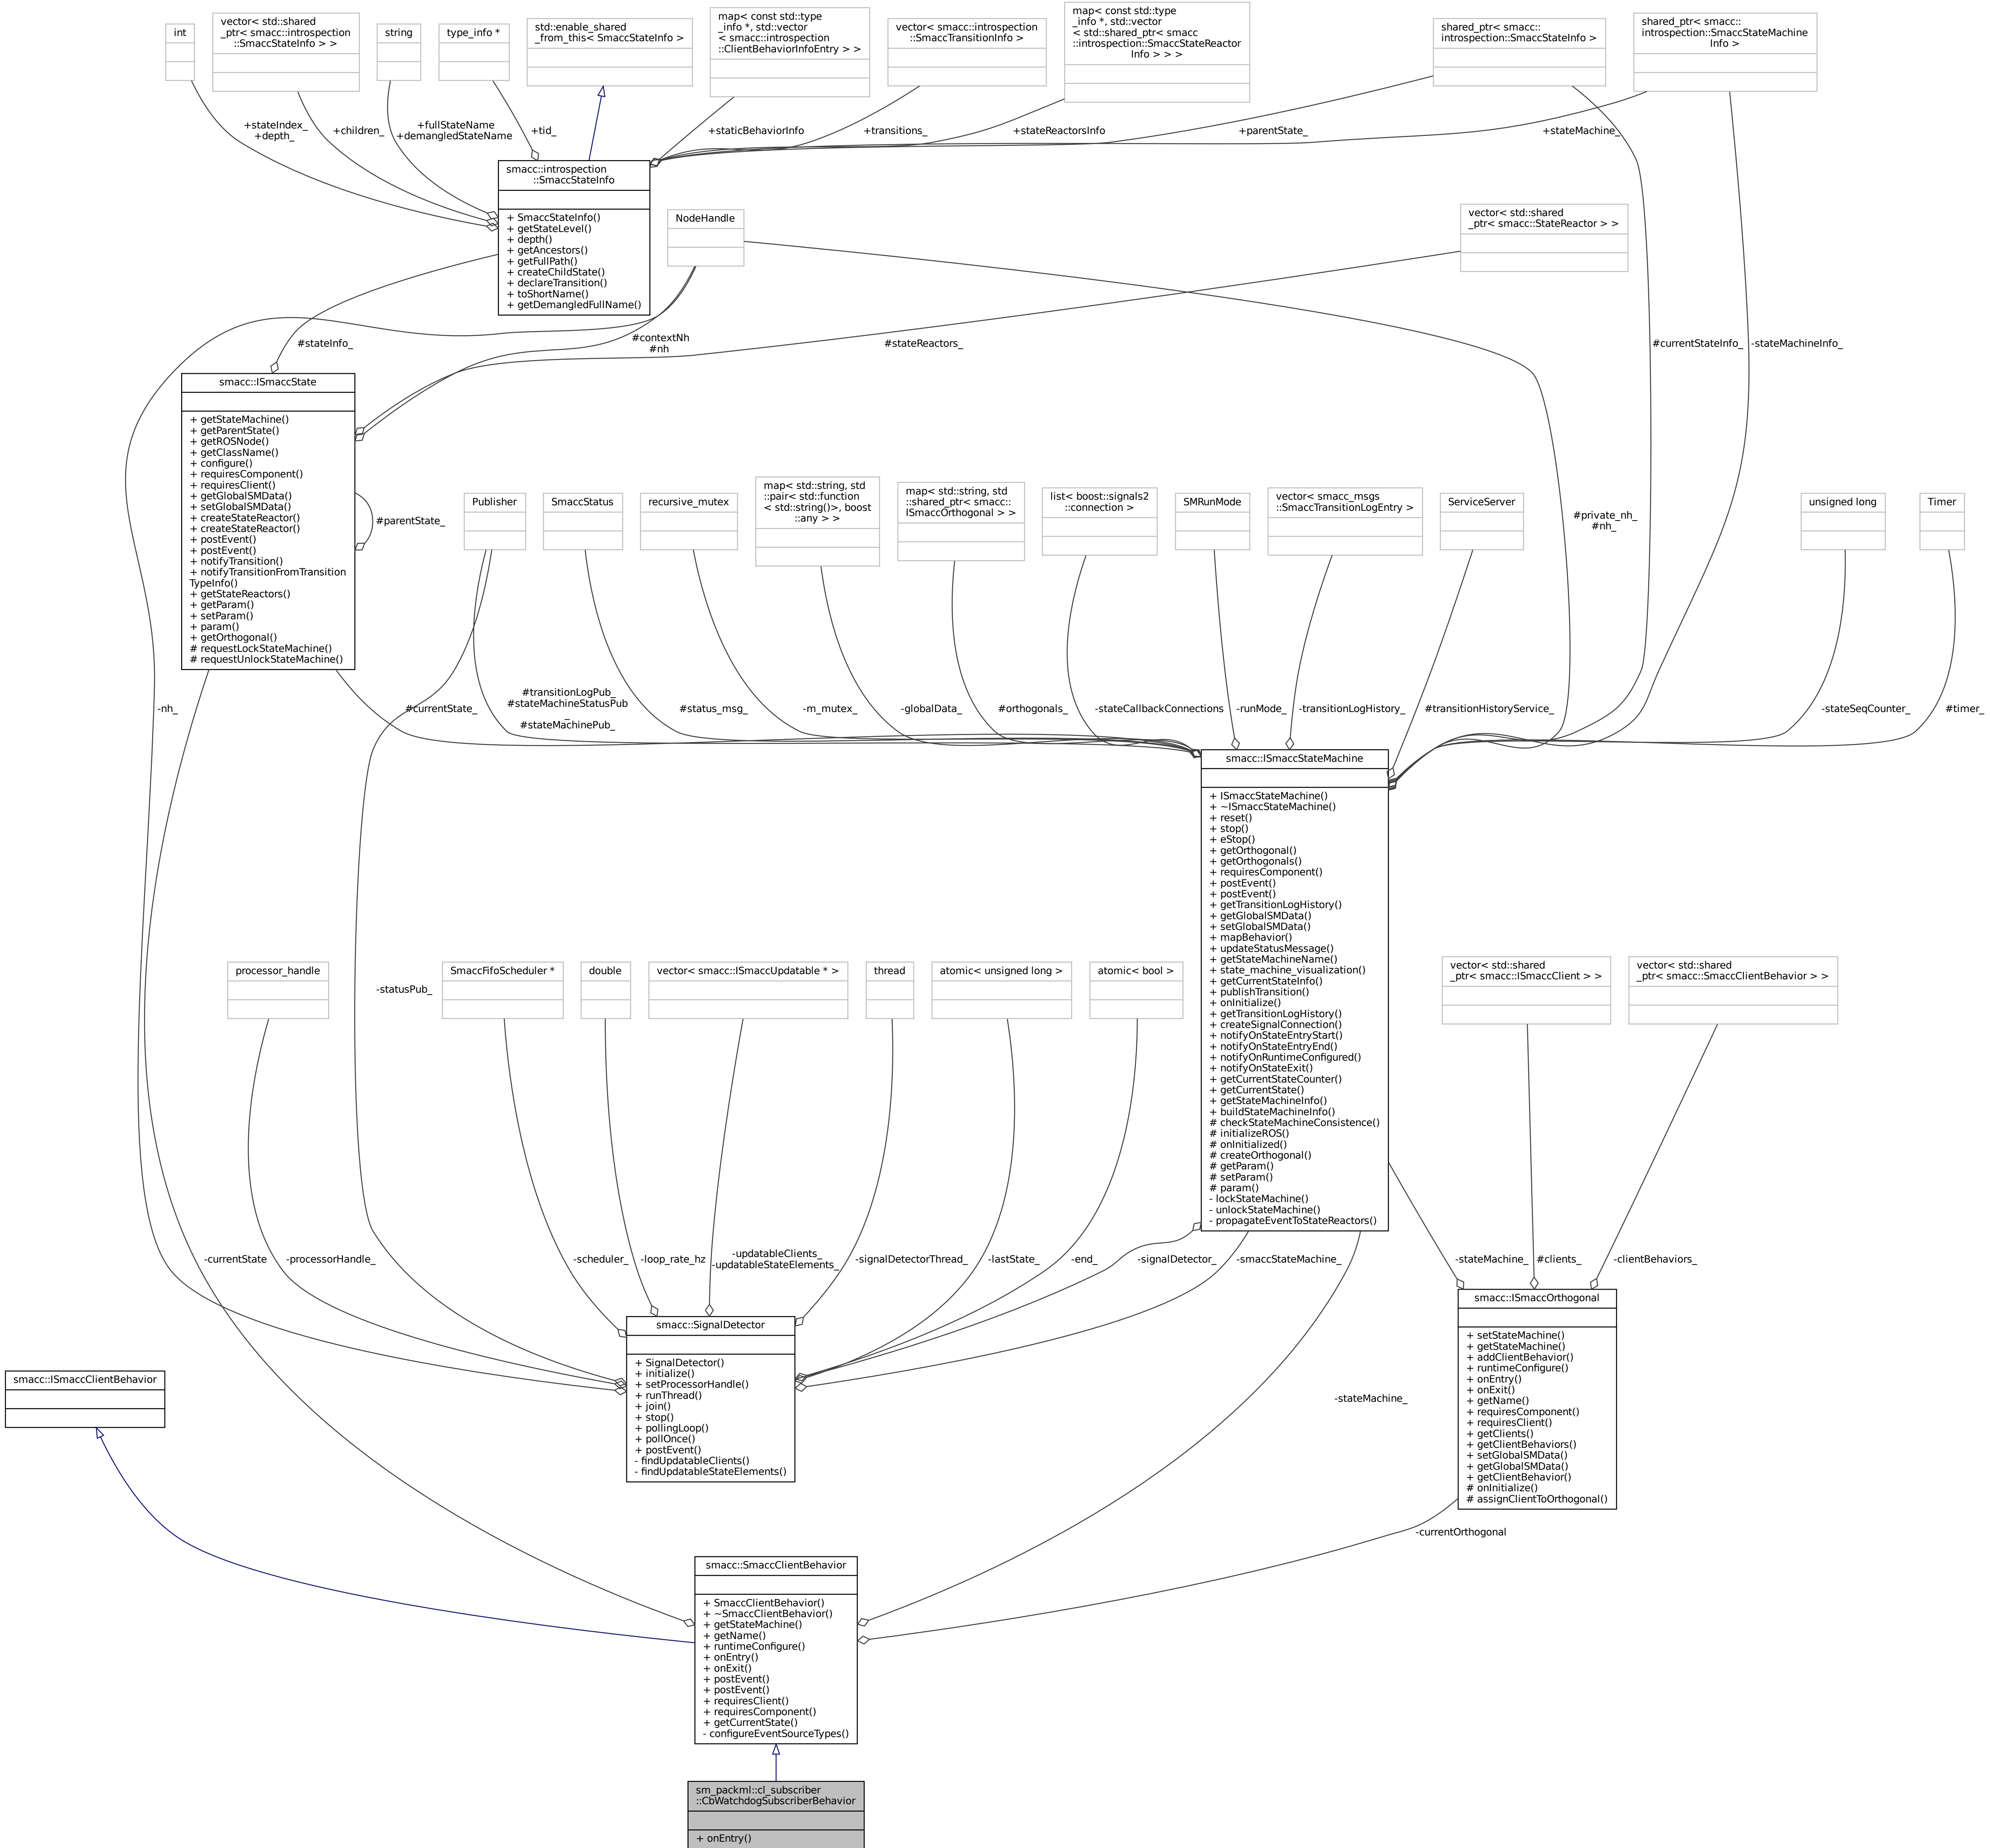 int
vector< std::shared
_ptr< smacc::introspection
::SmaccStateInfo > >
string
type_info *
std::enable_shared
_from_this< SmaccStateInfo >
map< const std::type
_info *, std::vector
< smacc::introspection
::ClientBehaviorInfoEntry > >
vector< smacc::introspection
::SmaccTransitionInfo >
map< const std::type
_info *, std::vector
< std::shared_ptr< smacc
::introspection::SmaccStateReactor
Info > > >
shared_ptr< smacc::
introspection::SmaccStateInfo >
shared_ptr< smacc::
introspection::SmaccStateMachine
Info >
+stateIndex_
+depth_
+children_
+fullStateName
+demangledStateName
+tid_
+staticBehaviorInfo
+transitions_
+stateReactorsInfo
+parentState_
+stateMachine_
smacc::introspection
::SmaccStateInfo
+ SmaccStateInfo()
+ getStateLevel()
+ depth()
+ getAncestors()
+ getFullPath()
+ createChildState()
+ declareTransition()
+ toShortName()
+ getDemangledFullName()
NodeHandle
vector< std::shared
_ptr< smacc::StateReactor > >
#stateInfo_
#contextNh
#nh
#stateReactors_
#currentStateInfo_
-stateMachineInfo_
smacc::ISmaccState
+ getStateMachine()
+ getParentState()
+ getROSNode()
+ getClassName()
+ configure()
+ requiresComponent()
+ requiresClient()
+ getGlobalSMData()
+ setGlobalSMData()
+ createStateReactor()
+ createStateReactor()
+ postEvent()
+ postEvent()
+ notifyTransition()
+ notifyTransitionFromTransition
TypeInfo()
+ getStateReactors()
+ getParam()
+ setParam()
+ param()
+ getOrthogonal()
# requestLockStateMachine()
# requestUnlockStateMachine()
#parentState_
Publisher
SmaccStatus
recursive_mutex
map< std::string, std
::pair< std::function
< std::string()>, boost
::any > >
map< std::string, std
::shared_ptr< smacc::
ISmaccOrthogonal > >
list< boost::signals2
::connection >
SMRunMode
vector< smacc_msgs
::SmaccTransitionLogEntry >
ServiceServer
#private_nh_
#nh_
unsigned long
Timer
-nh_
#currentState_
#transitionLogPub_
#stateMachineStatusPub
_
#stateMachinePub_
#status_msg_
-m_mutex_
-globalData_
#orthogonals_
-stateCallbackConnections
-runMode_
-transitionLogHistory_
#transitionHistoryService_
-stateSeqCounter_
#timer_
smacc::ISmaccStateMachine
+ ISmaccStateMachine()
+ ~ISmaccStateMachine()
+ reset()
+ stop()
+ eStop()
+ getOrthogonal()
+ getOrthogonals()
+ requiresComponent()
+ postEvent()
+ postEvent()
+ getTransitionLogHistory()
+ getGlobalSMData()
+ setGlobalSMData()
+ mapBehavior()
+ updateStatusMessage()
+ getStateMachineName()
+ state_machine_visualization()
+ getCurrentStateInfo()
+ publishTransition()
+ onInitialize()
+ getTransitionLogHistory()
+ createSignalConnection()
+ notifyOnStateEntryStart()
+ notifyOnStateEntryEnd()
+ notifyOnRuntimeConfigured()
+ notifyOnStateExit()
+ getCurrentStateCounter()
+ getCurrentState()
+ getStateMachineInfo()
+ buildStateMachineInfo()
# checkStateMachineConsistence()
# initializeROS()
# onInitialized()
# createOrthogonal()
# getParam()
# setParam()
# param()
- lockStateMachine()
- unlockStateMachine()
- propagateEventToStateReactors()
processor_handle
-statusPub_
SmaccFifoScheduler *
double
vector< smacc::ISmaccUpdatable * >
thread
atomic< unsigned long >
atomic< bool >
vector< std::shared
_ptr< smacc::ISmaccClient > >
vector< std::shared
_ptr< smacc::SmaccClientBehavior > >
-currentState
-processorHandle_
-scheduler_
-loop_rate_hz
-updatableClients_
-updatableStateElements_
-signalDetectorThread_
-lastState_
-end_
-signalDetector_
-smaccStateMachine_
-stateMachine_
#clients_
-clientBehaviors_
smacc::SignalDetector
+ SignalDetector()
+ initialize()
+ setProcessorHandle()
+ runThread()
+ join()
+ stop()
+ pollingLoop()
+ pollOnce()
+ postEvent()
- findUpdatableClients()
- findUpdatableStateElements()
smacc::ISmaccOrthogonal
+ setStateMachine()
+ getStateMachine()
+ addClientBehavior()
+ runtimeConfigure()
+ onEntry()
+ onExit()
+ getName()
+ requiresComponent()
+ requiresClient()
+ getClients()
+ getClientBehaviors()
+ setGlobalSMData()
+ getGlobalSMData()
+ getClientBehavior()
# onInitialize()
# assignClientToOrthogonal()
smacc::ISmaccClientBehavior
-stateMachine_
-currentOrthogonal
smacc::SmaccClientBehavior
+ SmaccClientBehavior()
+ ~SmaccClientBehavior()
+ getStateMachine()
+ getName()
+ runtimeConfigure()
+ onEntry()
+ onExit()
+ postEvent()
+ postEvent()
+ requiresClient()
+ requiresComponent()
+ getCurrentState()
- configureEventSourceTypes()
sm_packml::cl_subscriber
::CbWatchdogSubscriberBehavior
+ onEntry()